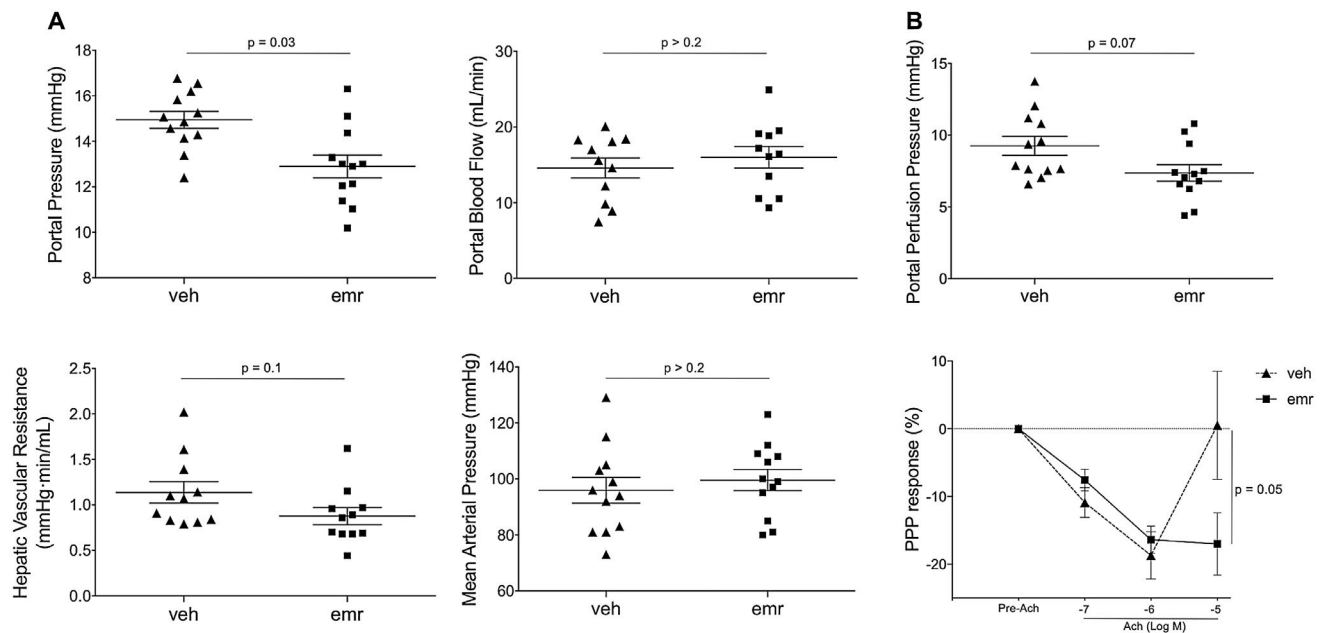 A
Portal Pressure (mmHg)
18
16
14
12
10
8
p = 0.03
veh
emr
Portal Blood Flow (mL/min)
30
20
10
0
p > 0.2
veh
emr
B
Portal Perfusion Pressure (mmHg)
15
10
5
0
p = 0.07
veh
emr
Hepatic Vascular Resistance
(mmHg·min/mL)
2.5
2.0
1.5
1.0
0.5
0.0
p = 0.1
veh
emr
Mean Arterial Pressure (mmHg)
140
120
100
80
60
p > 0.2
veh
emr
PPP response (%)
10
0
-10
-20
veh
emr
p = 0.05
Pre-Ach
-7
-6
-5
Ach (Log M)